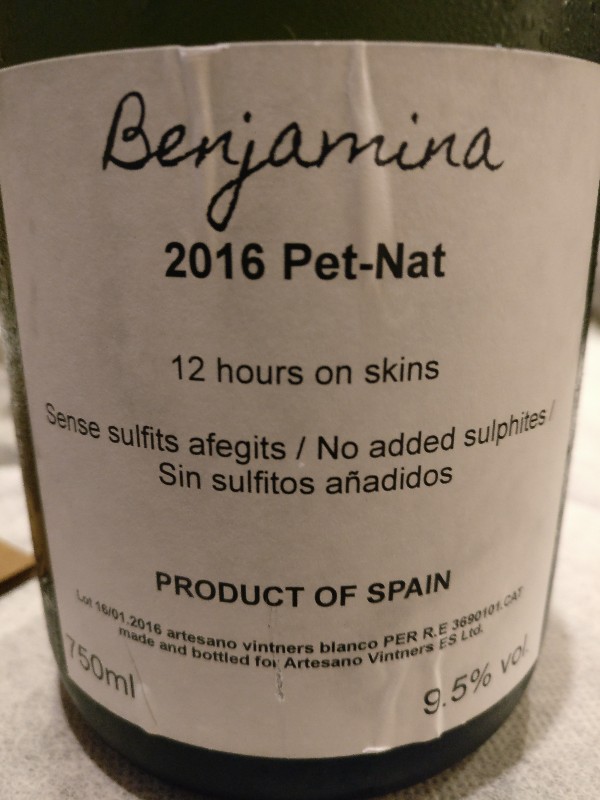 Benjamina
2016 Pet-Nat
12 hours on skins
Sense sulfits afegits / No added sulphites /
Sin sulfitos añadidos
PRODUCT OF SPAIN
Lot 16/01.2016 artesano vintners blanco PER R.E 3690101.CAT
made and bottled for Artesano Vintners ES Ltd.
750ml
9.5% vol.